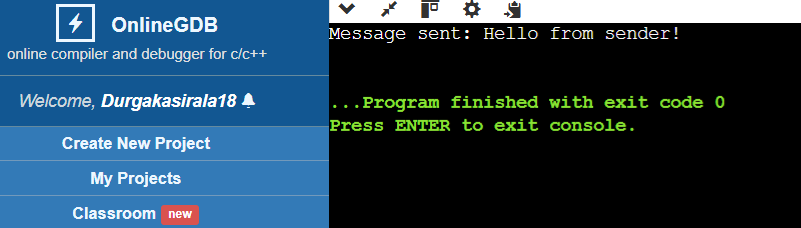 OnlineGDB
online compiler and debugger for c/c++
Welcome, Durgakasirala18
Create New Project
My Projects
Classroom new
Message sent: Hello from sender!
...Program finished with exit code 0
Press ENTER to exit console.